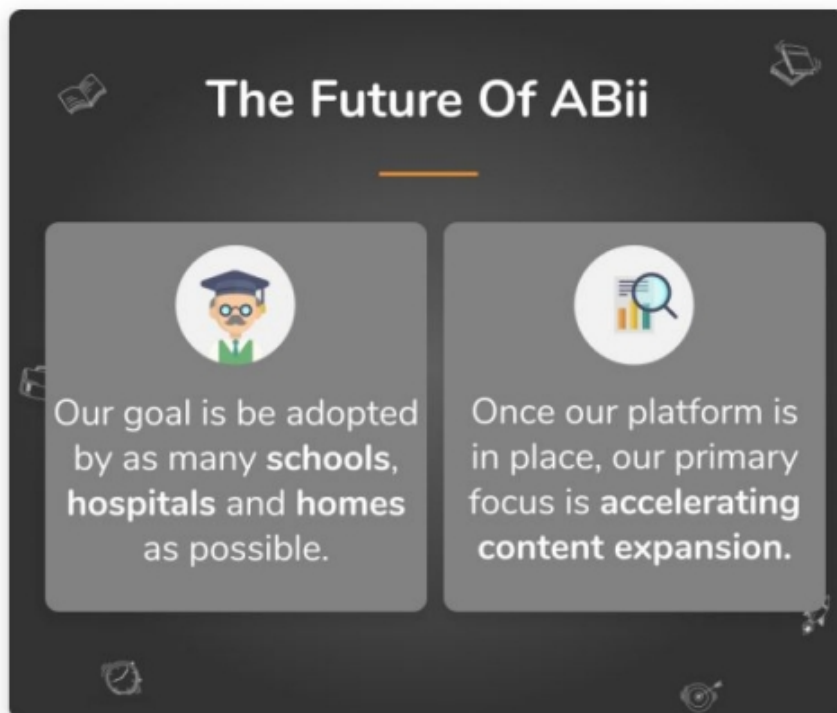 The Future Of ABii
Our goal is be adopted
by as many schools,
hospitals and homes
as possible.
Once our platform is
in place, our primary
focus is accelerating
content expansion.